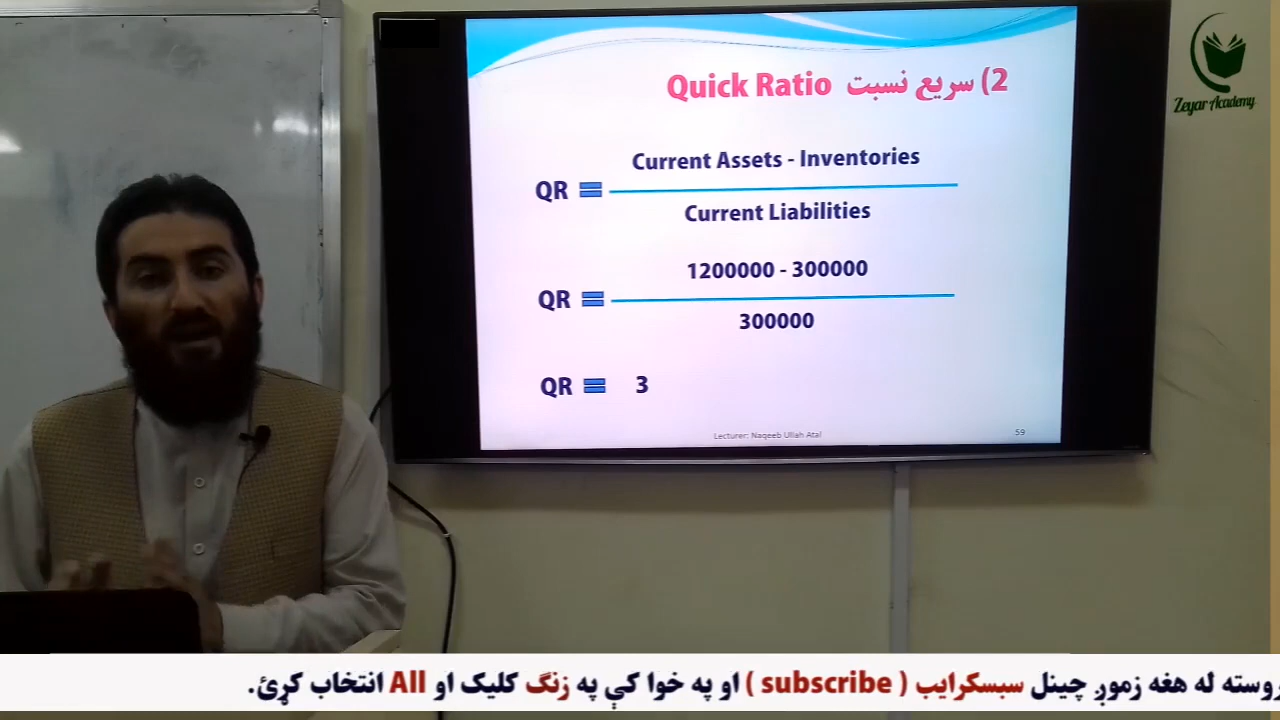 2) سریع نسبت Quick Ratio
Current Assets - Inventories
QR =
Current Liabilities
1200000 - 300000
QR =
300000
QR = 3
Lecturer: Naqeeb Ullah Atal
59
Zeyar Academy
وروسته له هغه زموږ چینل سبسکرایب ( subscribe ) او په خوا کې په زنگ کلیک او All انتخاب کړئ.